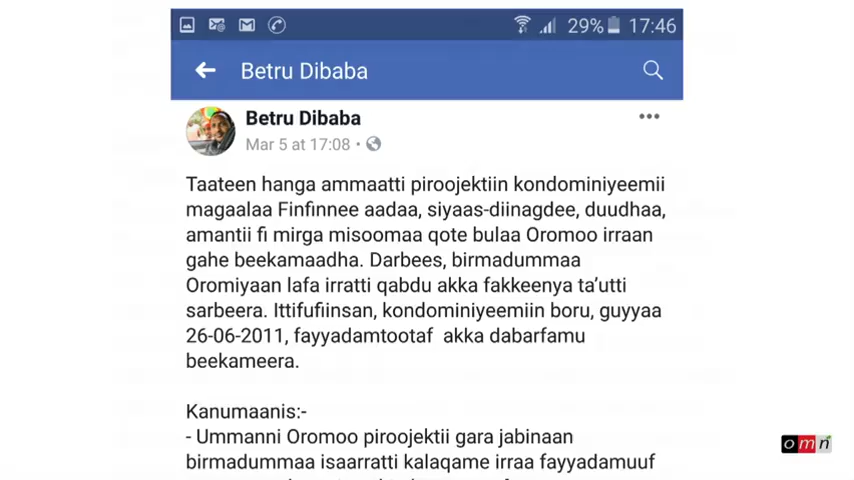 29% 17:46
Betru Dibaba
Betru Dibaba
Mar 5 at 17:08 •
Taateen hanga ammaatti piroojektiin kondominiyeemii
magaalaa Finfinnee aadaa, siyaas-diinagdee, duudhaa,
amantii fi mirga misoomaa qote bulaa Oromoo irraan
gahe beekamaadha. Darbees, birmadummaa
Oromiyaan lafa irratti qabdu akka fakkeenya ta'utti
sarbeera. Ittifufiinsan, kondominiyeemiin boru, guyyaa
26-06-2011, fayyadamtootaf akka dabarfamu
beekameera.
Kanumaanis:-
- Ummanni Oromoo piroojektii gara jabinaan
birmadummaa isaarratti kalaqame irraa fayyadamuuf
omn